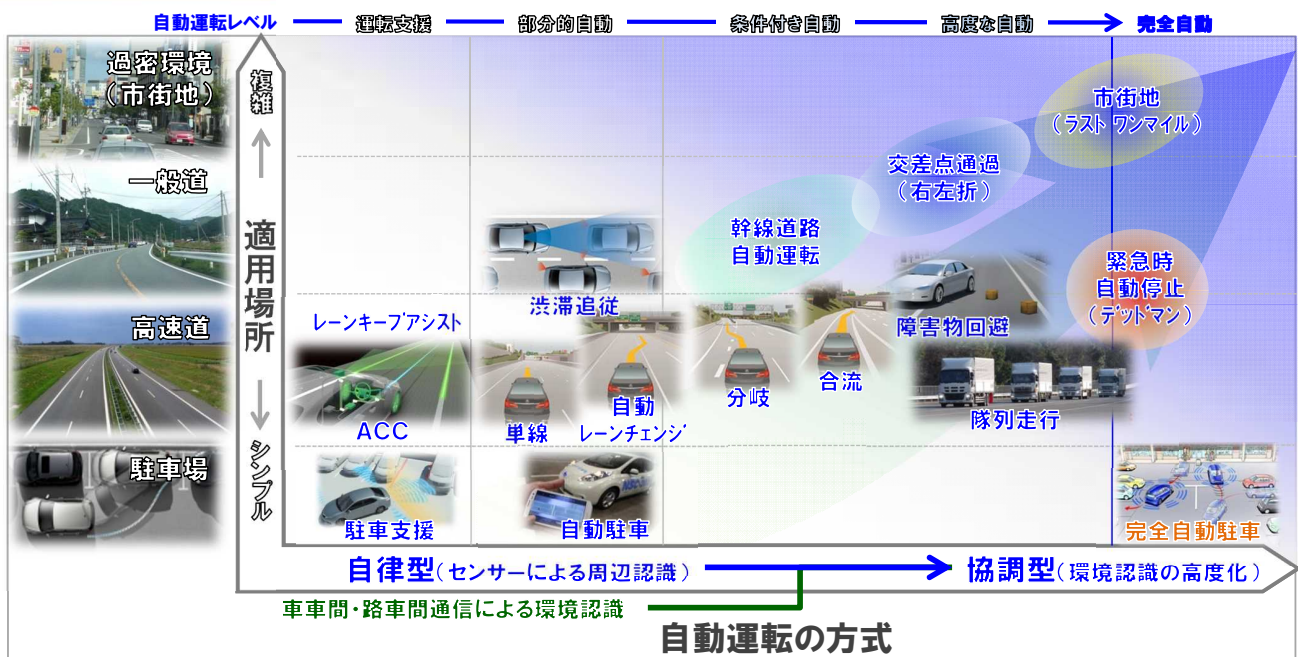 自動運転レベル 運転支援 部分的自動 条件付き自動 高度な自動 完全自動
過密環境
(市街地)
一般道
高速道
駐車場
複雑
適用場所
シンプル
市街地
(ラスト ワンマイル)
交差点通過
(右左折)
幹線道路
自動運転
緊急時
自動停止
(デッドマン)
渋滞追従
障害物回避
レーンキープアシスト
ACC
単線
自動
レーンチェンジ
分岐
合流
隊列走行
駐車支援
自動駐車
完全自動駐車
自律型(センサーによる周辺認識)
協調型(環境認識の高度化)
車車間・路車間通信による環境認識
自動運転の方式